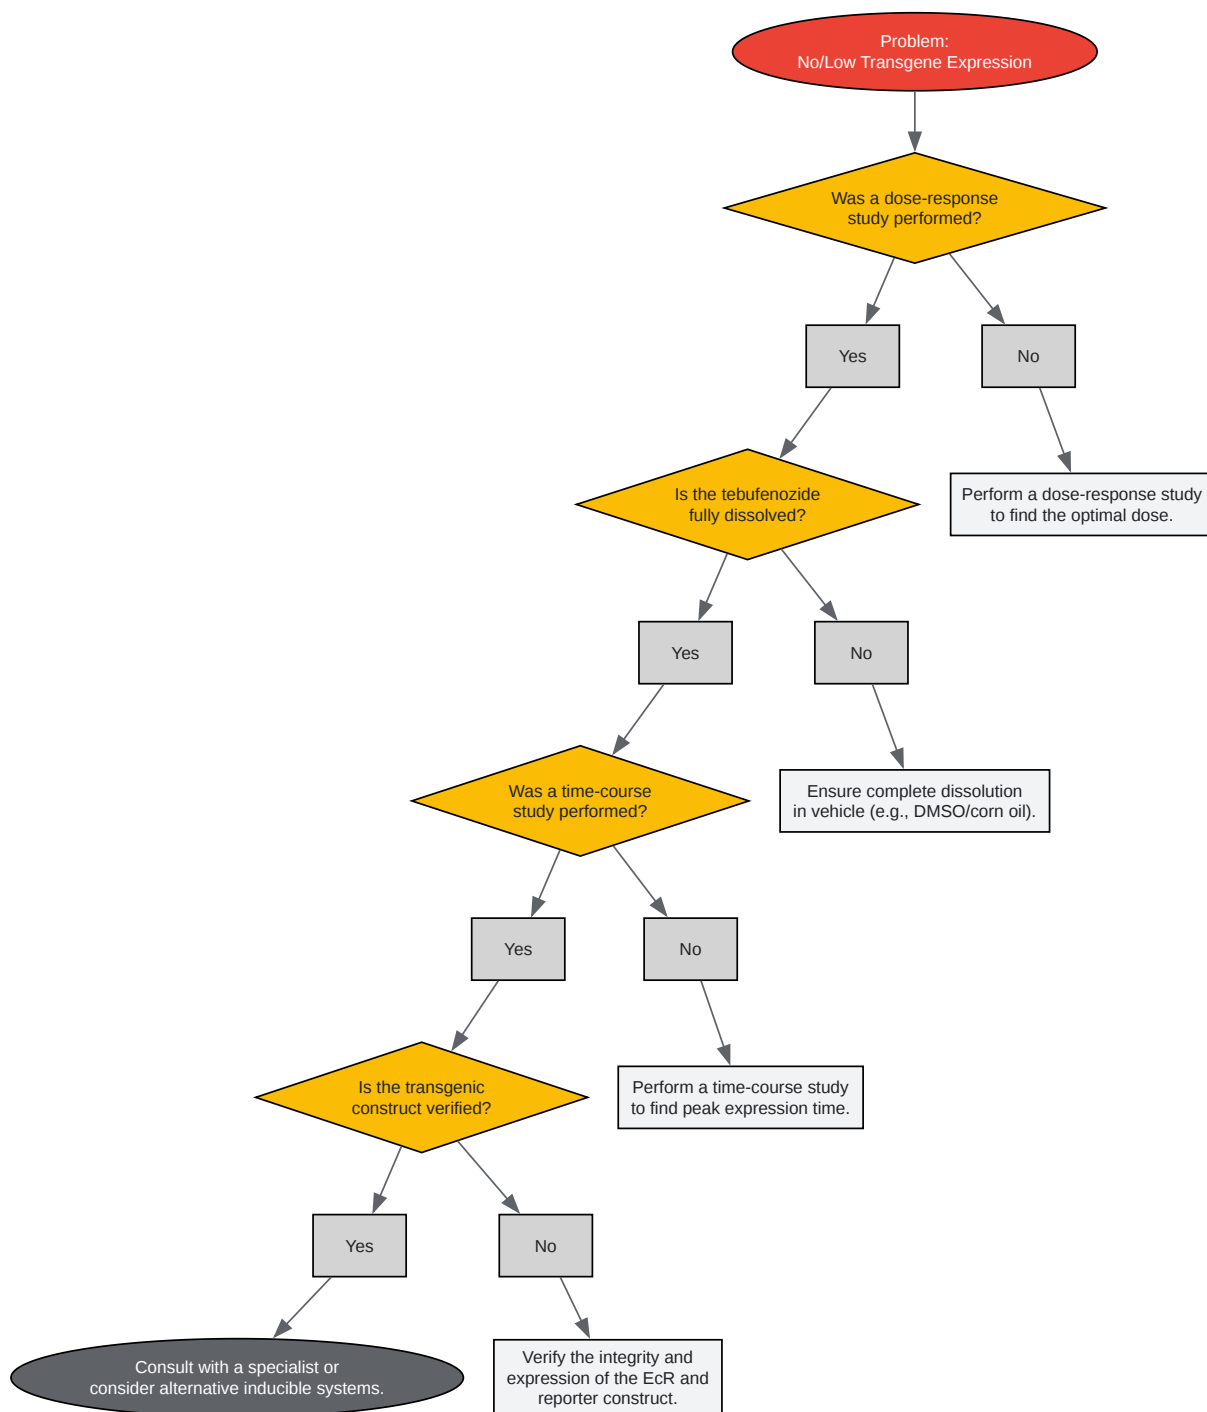 Problem:
No/Low Transgene Expression
Was a dose-response
study performed?
Yes
No
Is the tebufenozide
fully dissolved?
Perform a dose-response study
to find the optimal dose.
Yes
No
Was a time-course
study performed?
Ensure complete dissolution
in vehicle (e.g., DMSO/corn oil).
Yes
No
Is the transgenic
construct verified?
Perform a time-course study
to find peak expression time.
Yes
No
Consult with a specialist or
consider alternative inducible systems.
Verify the integrity and
expression of the EcR and
reporter construct.